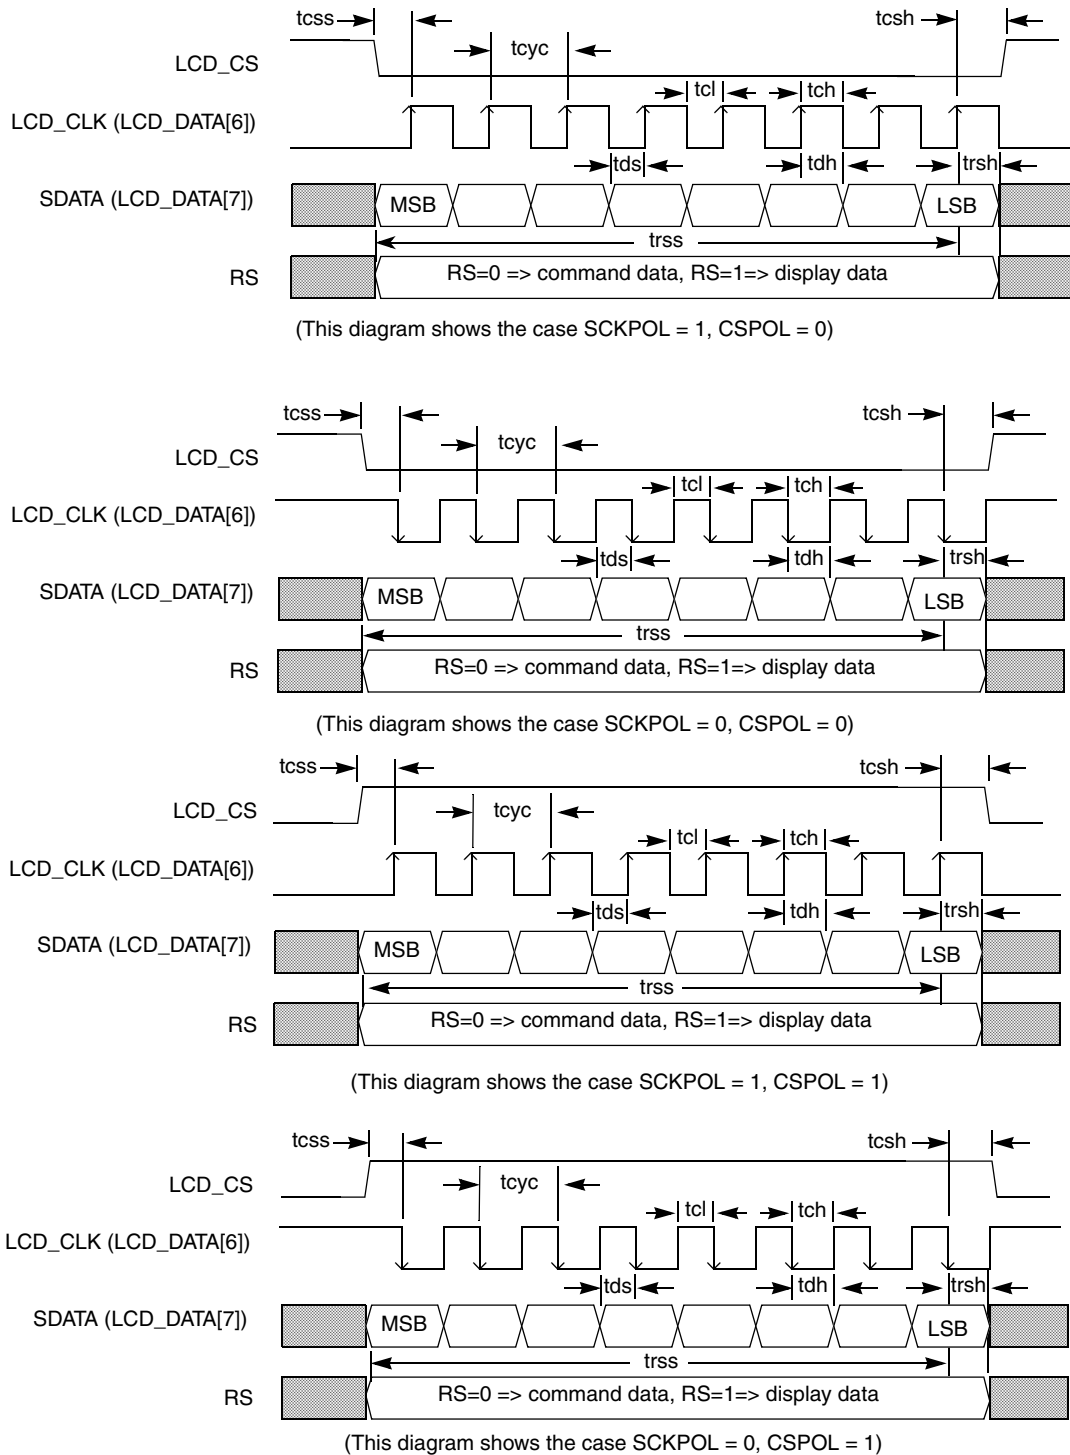 tcss
tcsh
LCD_CS
tcyc
tcl
tch
LCD_CLK (LCD_DATA[6])
tds
tdh
trsh
SDATA (LCD_DATA[7])
MSB
LSB
trss
RS
RS=0 => command data, RS=1=> display data
(This diagram shows the case SCKPOL = 1, CSPOL = 0)
tcss
tcsh
tcyc
LCD_CS
tcl
tch
LCD_CLK (LCD_DATA[6])
tds
tdh
trsh
SDATA (LCD_DATA[7])
MSB
LSB
trss
RS
RS=0 => command data, RS=1=> display data
(This diagram shows the case SCKPOL = 0, CSPOL = 0)
tcss
tcsh
LCD_CS
tcyc
tcl
tch
LCD_CLK (LCD_DATA[6])
tds
tdh
trsh
SDATA (LCD_DATA[7])
MSB
LSB
trss
RS
RS=0 => command data, RS=1=> display data
(This diagram shows the case SCKPOL = 1, CSPOL = 1)
tcss
tcsh
LCD_CS
tcyc
tcl
tch
LCD_CLK (LCD_DATA[6])
tds
tdh
trsh
SDATA (LCD_DATA[7])
MSB
LSB
trss
RS
RS=0 => command data, RS=1=> display data
(This diagram shows the case SCKPOL = 0, CSPOL = 1)